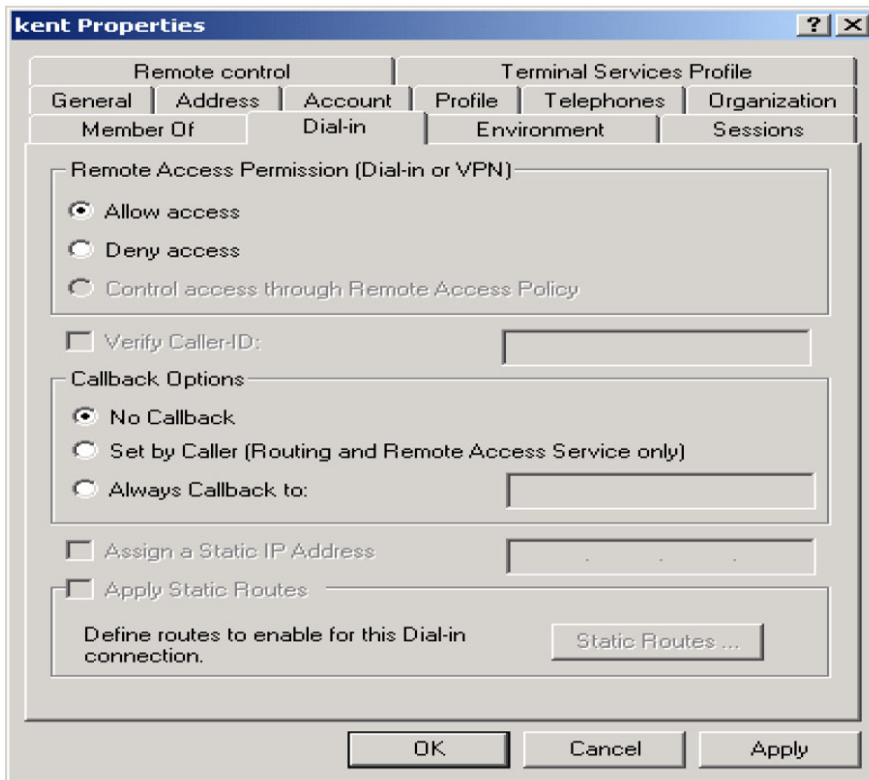 kent Properties
Remote control Terminal Services Profile
General Address Account Profile Telephones Organization
Member Of Dial-in Environment Sessions
Remote Access Permission (Dial-in or VPN)
Allow access
Deny access
Control access through Remote Access Policy
Verify Caller-ID:
Callback Options
No Callback
Set by Caller (Routing and Remote Access Service only)
Always Callback to:
Assign a Static IP Address . . .
Apply Static Routes
Define routes to enable for this Dial-in
connection.
Static Routes ...
OK Cancel Apply